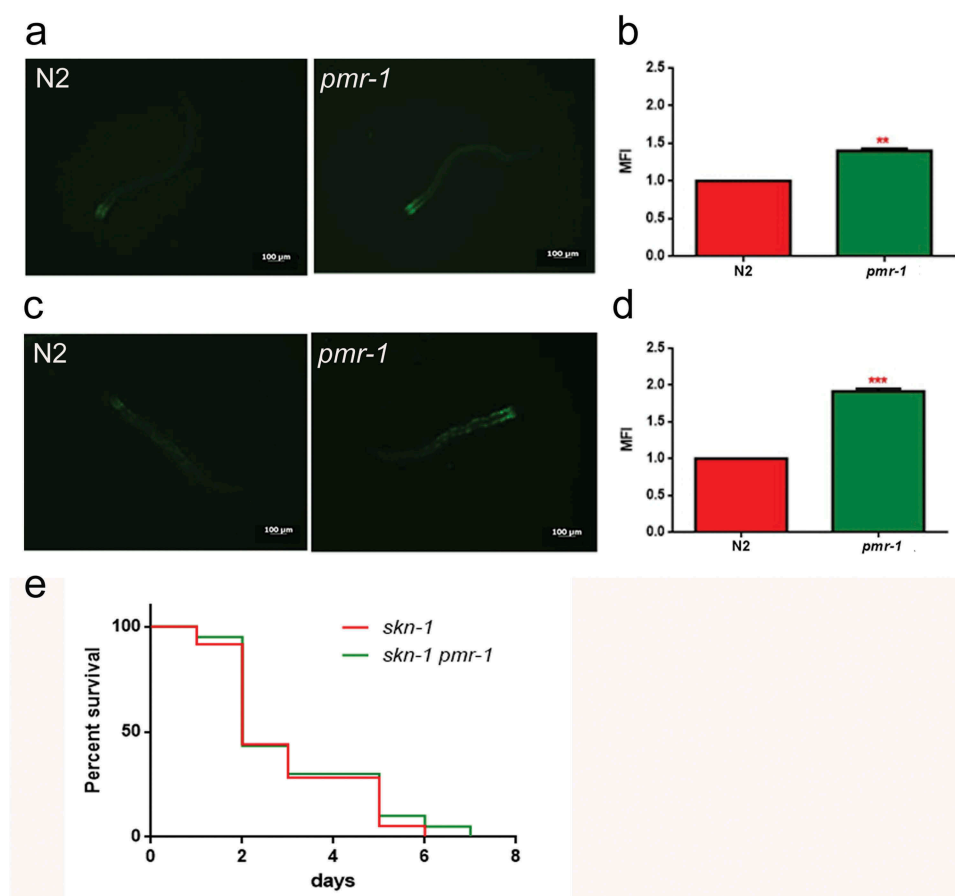 a
N2
100 µm
pmr-1
100 µm
b
2.5
2.0
1.5
1.0
0.5
0.0
MFI
**
N2
pmr-1
c
N2
100 µm
pmr-1
100 µm
d
2.5
2.0
1.5
1.0
0.5
0.0
MFI
***
N2
pmr-1
e
100
50
0
Percent survival
skn-1
skn-1 pmr-1
0 2 4 6 8
days